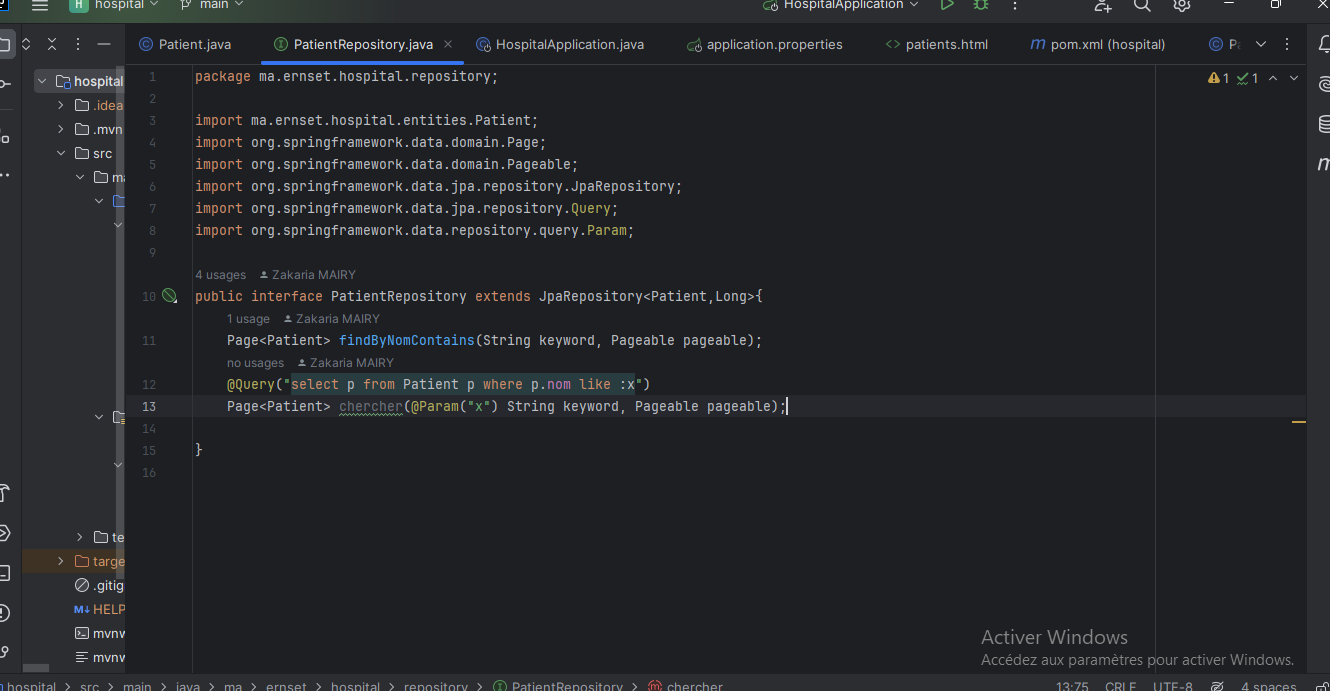 H hospital main HospitalApplication
Patient.java PatientRepository.java HospitalApplication.java application.properties <> patients.html m pom.xml (hospital)
hospital
.idea
.mvn
src
targe
.gitig
M↓ HELP
mvnw
mvnw
1 1
1 package ma.ernset.hospital.repository;
2
3 import ma.ernset.hospital.entities.Patient;
4 import org.springframework.data.domain.Page;
5 import org.springframework.data.domain.Pageable;
6 import org.springframework.data.jpa.repository.JpaRepository;
7 import org.springframework.data.jpa.repository.Query;
8 import org.springframework.data.repository.query.Param;
9
4 usages Zakaria MAIRY
10 public interface PatientRepository extends JpaRepository<Patient,Long>{
1 usage Zakaria MAIRY
11 Page<Patient> findByNomContains(String keyword, Pageable pageable);
no usages Zakaria MAIRY
12 @Query("select p from Patient p where p.nom like :x")
13 Page<Patient> chercher(@Param("x") String keyword, Pageable pageable);
14
15 }
16
Activer Windows
Accédez aux paramètres pour activer Windows.
hospital > src > main > java > ma > ernset > hospital > repository > PatientRepository > chercher 13:75 CRLF UTF-8 4 spaces